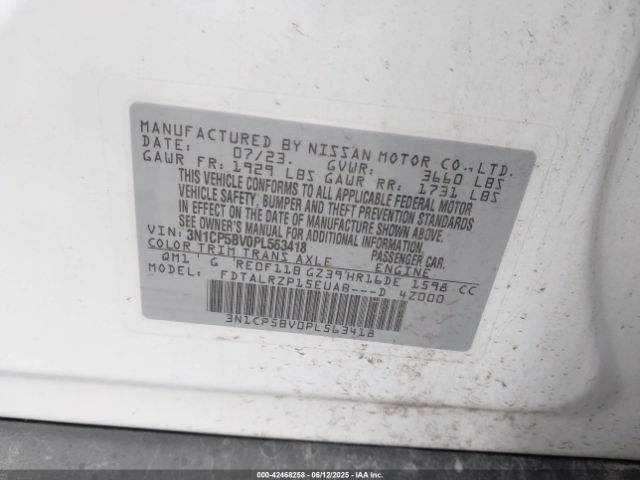 MANUFACTURED BY NISSAN MOTOR CO.,LTD.
DATE: 07/23. GVWR: 3660 LBS
GAWR FR: 1929 LBS GAWR RR: 1731 LBS
THIS VEHICLE CONFORMS TO ALL APPLICABLE FEDERAL MOTOR
VEHICLE SAFETY, BUMPER AND THEFT PREVENTION STANDARDS
IN EFFECT ON THE DATE OF MANUFACTURE SHOWN ABOVE.
SEE OWNERS MANUAL FOR ADDITIONAL INFORMATION.
VIN: 3N1CP5BV0PL563418 PASSENGER CAR.
COLOR TRIM TRANS AXLE ENGINE
QM1 G RE0F11B GZ39 HR16DE 1598 CC
MODEL: FDTALRZP15EUAB---D 4Z000
3N1CP5BV0PL563418
000-42468258 - 06/12/2025 - IAA Inc.